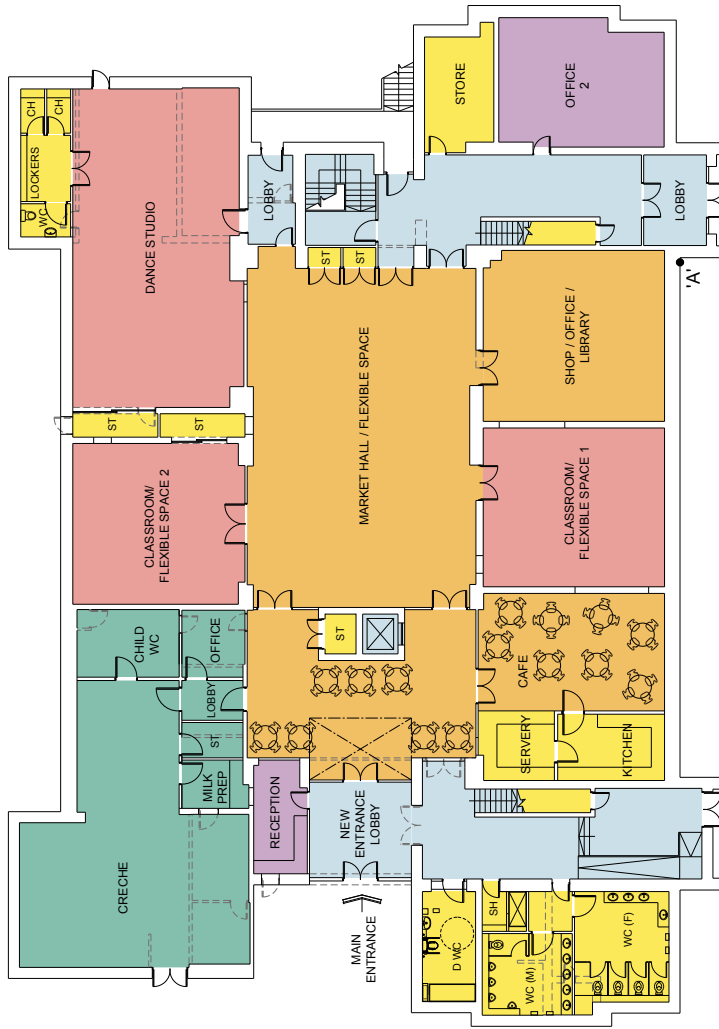 CH
CH
LOCKERS
WC
DANCE STUDIO
LOBBY
STORE
OFFICE
2
LOBBY
'A'
ST
ST
ST
ST
MARKET HALL / FLEXIBLE SPACE
SHOP / OFFICE /
LIBRARY
CLASSROOM/
FLEXIBLE SPACE 2
CLASSROOM/
FLEXIBLE SPACE 1
CHILD
WC
OFFICE
LOBBY
ST
MILK
PREP
CRECHE
ST
CAFE
SERVERY
KITCHEN
RECEPTION
NEW
ENTRANCE
LOBBY
MAIN
ENTRANCE
D WC
SH
WC (M)
WC (F)